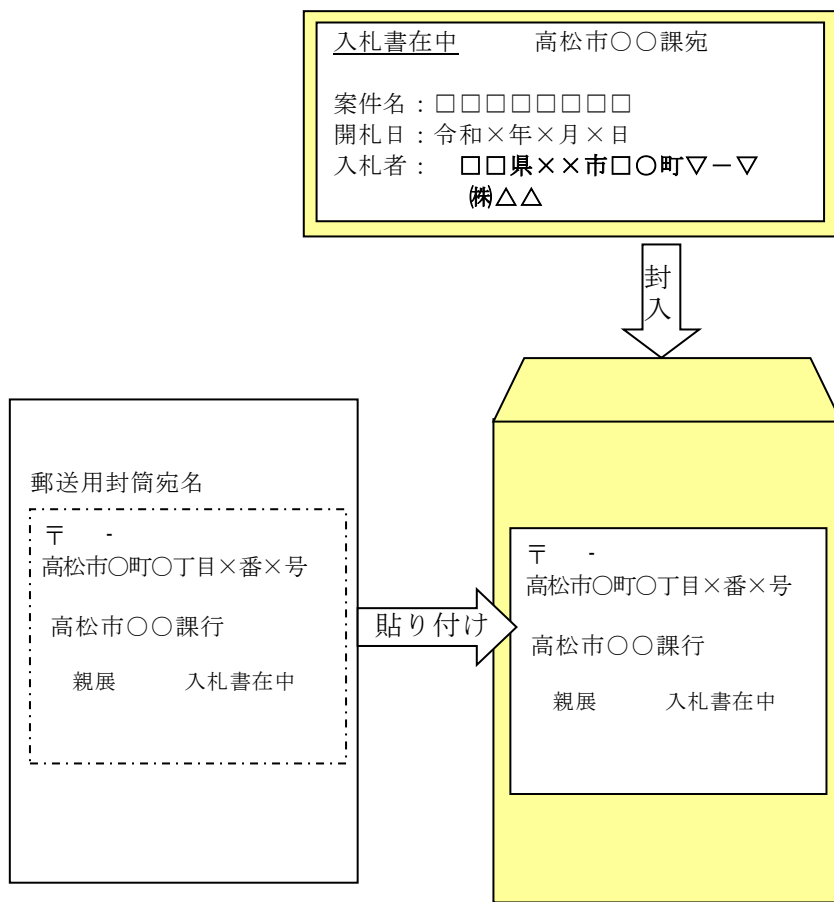 入札書在中 高松市○○課宛
案件名：□□□□□□□□
開札日：令和×年×月×日
入札者： □□県××市□○町▽－▽
㈱△△
封入
郵送用封筒宛名
〒 -
高松市○町○丁目×番×号
高松市○○課行
親展 入札書在中
貼り付け
〒 -
高松市○町○丁目×番×号
高松市○○課行
親展 入札書在中